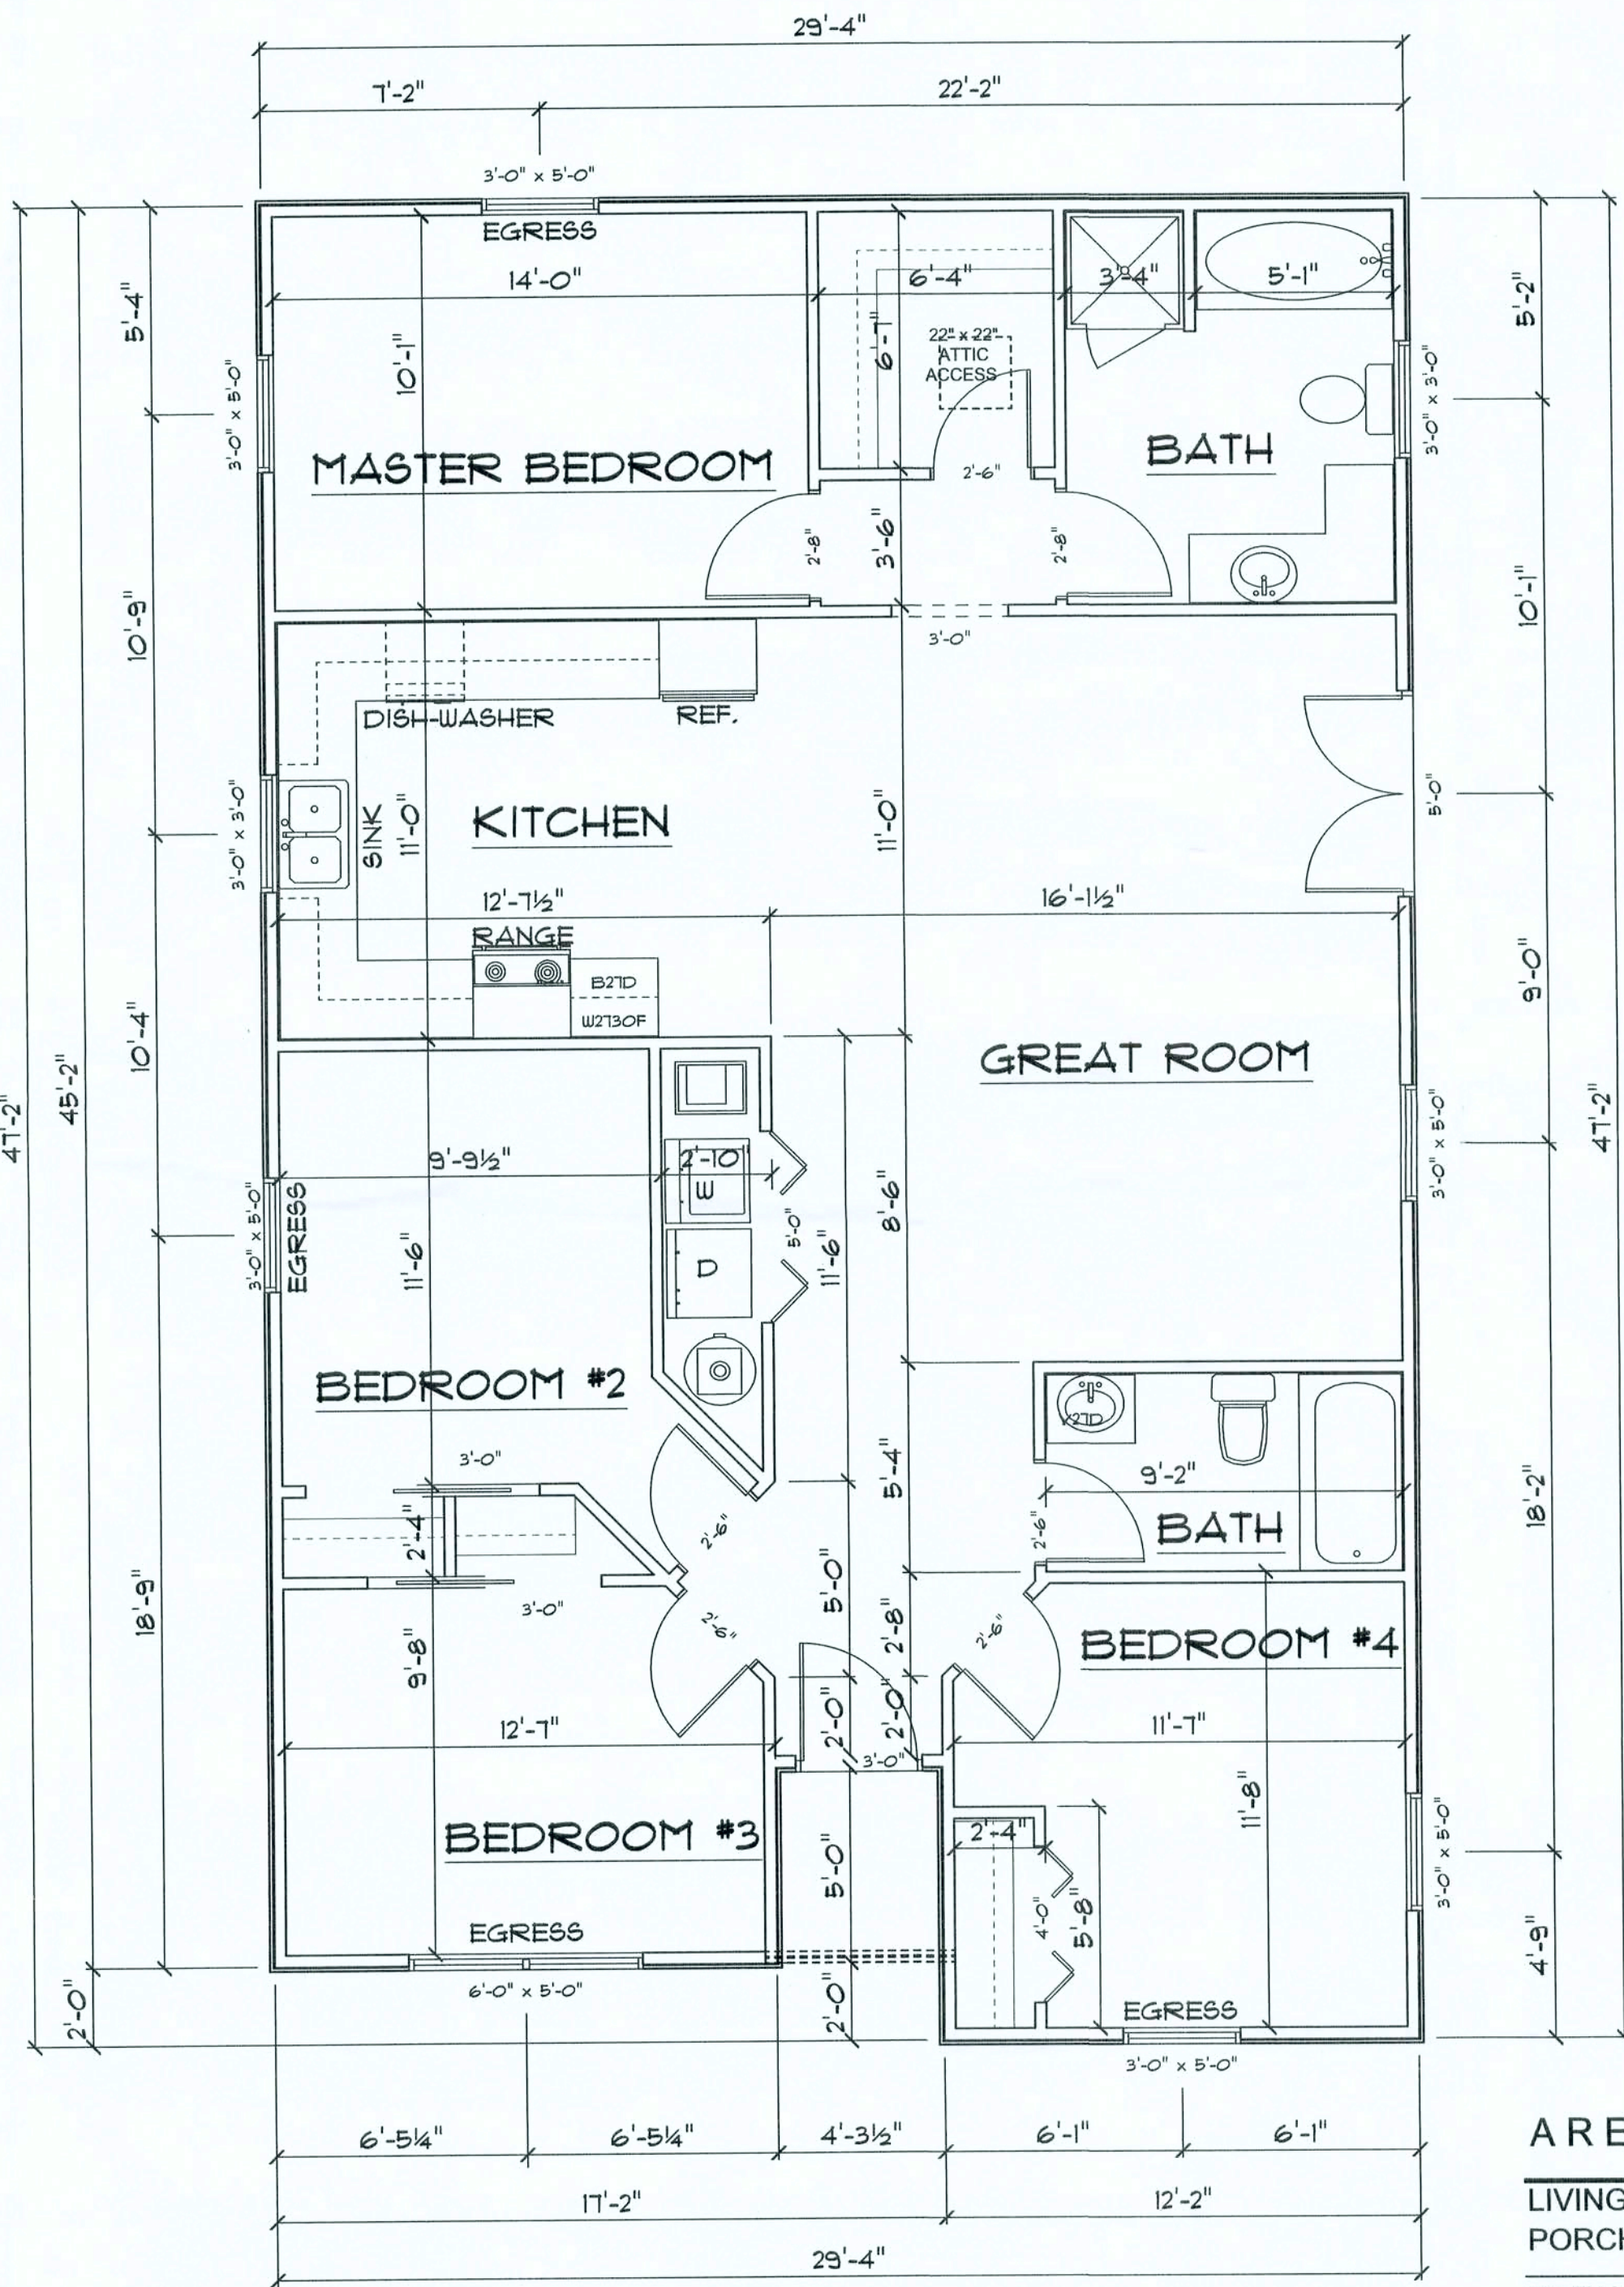 29'-4"
7'-2" 22'-2"
3'-0" x 5'-0"
EGRESS
14'-0" 6'-4" 3'-4" 5'-1"
5'-4" 5'-2"
10'-1" 6'-1"
22" x 22"
ATTIC
ACCESS
3'-0" x 5'-0" 3'-0" x 3'-0"
MASTER BEDROOM BATH
2'-6"
2'-8" 3'-6" 2'-8"
10'-9" 10'-1"
3'-0"
DISH-WASHER REF.
3'-0" x 3'-0" SINK 11'-0" KITCHEN 11'-0" 5'-0"
12'-7½" 16'-1½"
RANGE
B27D
W2730F
9'-0"
10'-4"
GREAT ROOM
47'-2" 45'-2" 47'-2"
9'-9½" 2'-10"
W
3'-0" x 5'-0"
3'-0" x 5'-0" EGRESS 11'-6" 5'-0" 11'-6" 8'-6"
D
BEDROOM #2
V27D
3'-0" 5'-4" 9'-2"
2'-4" 2'-6" 2'-6" BATH
18'-2"
18'-9" 3'-0" 5'-0"
9'-8" 2'-6" 2'-8" 2'-6" BEDROOM #4
12'-7" 2'-0" 2'-0" 11'-7"
3'-0"
BEDROOM #3 2'-4" 11'-8"
5'-0" 3'-0" x 5'-0"
4'-0" 5'-8"
EGRESS 4'-9"
6'-0" x 5'-0"
2'-0" 2'-0" EGRESS
3'-0" x 5'-0"
6'-5¼" 6'-5¼" 4'-3½" 6'-1" 6'-1"
ARE
17'-2" 12'-2" LIVING
PORCH
29'-4"